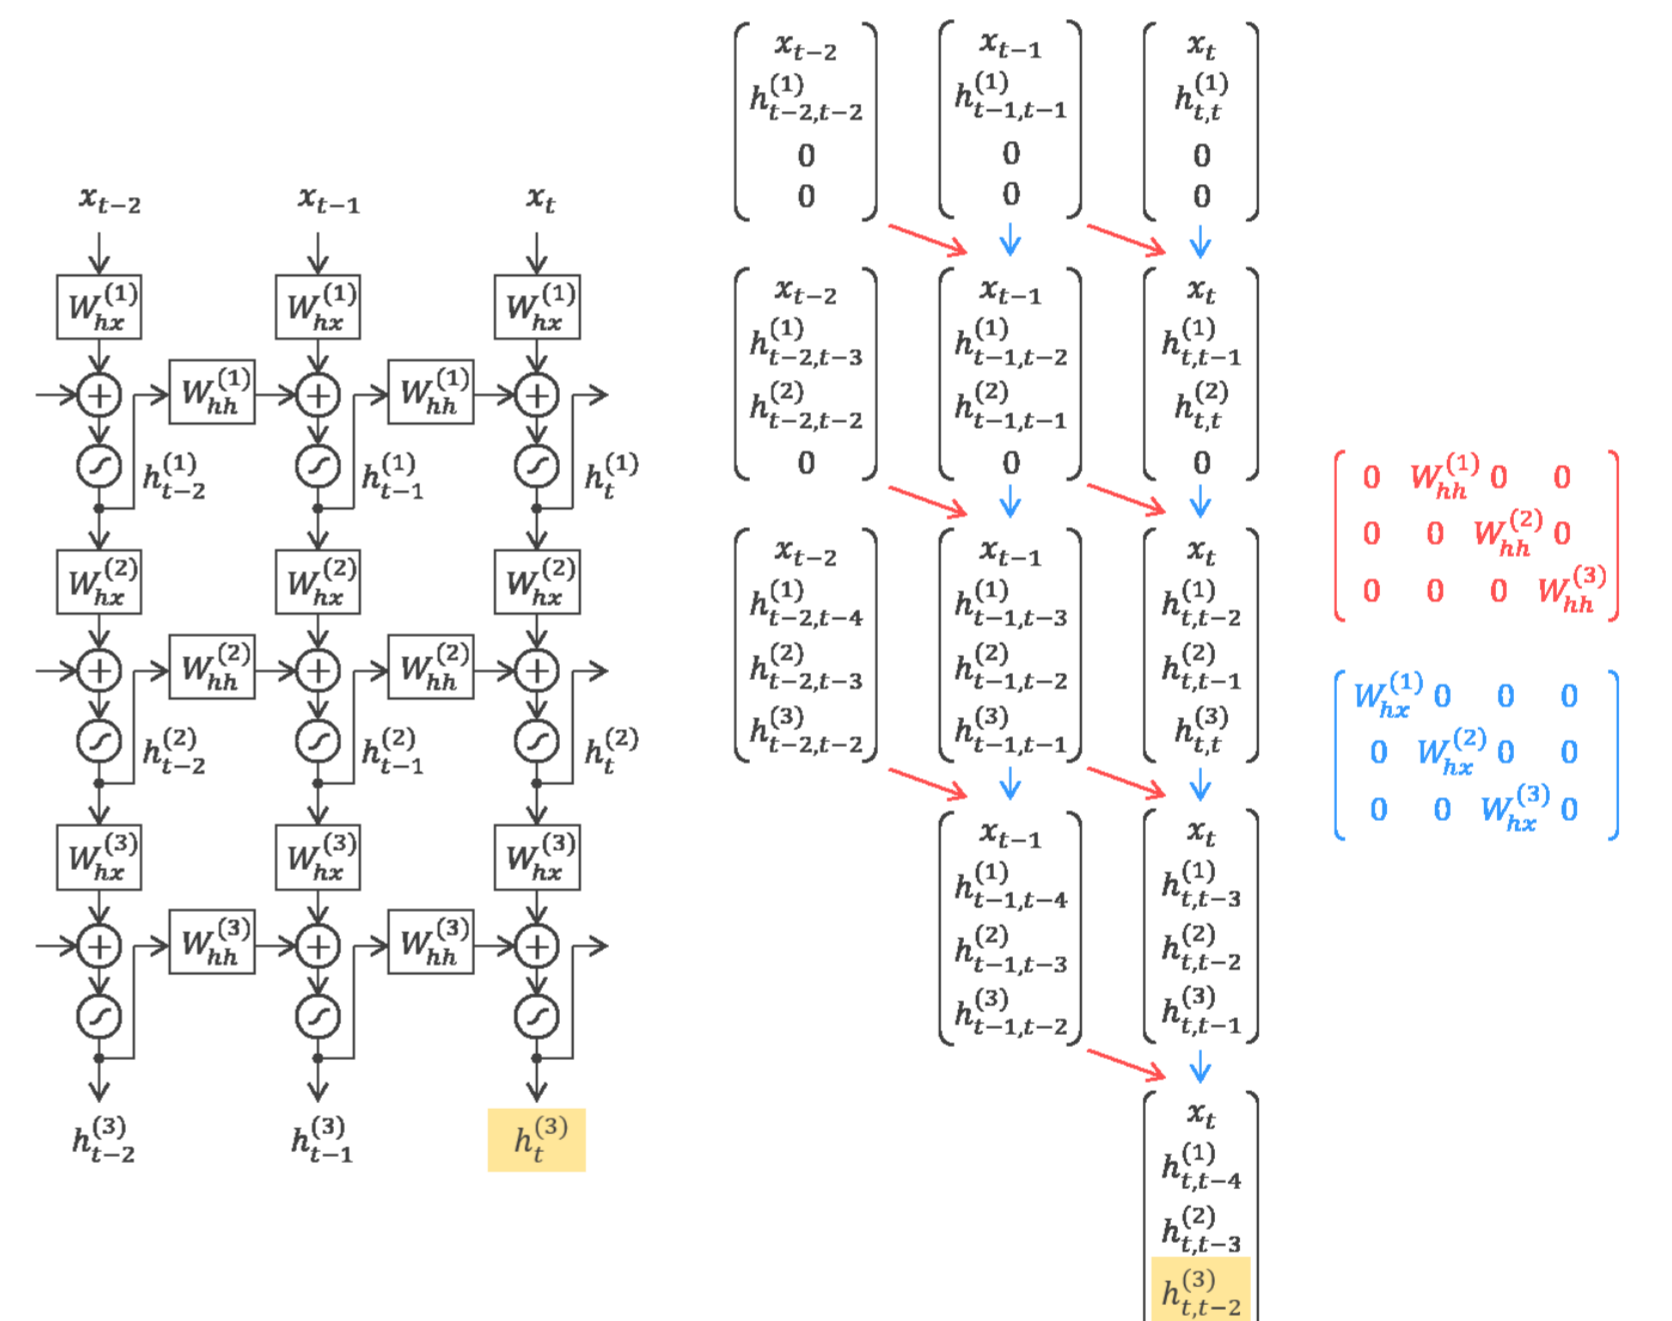 x_{t−2} x_{t−1} x_t
W_{hx}^{(1)} W_{hx}^{(1)} W_{hx}^{(1)}
+ W_{hh}^{(1)} + W_{hh}^{(1)} +
h_{t−2}^{(1)} h_{t−1}^{(1)} h_t^{(1)}
W_{hx}^{(2)} W_{hx}^{(2)} W_{hx}^{(2)}
+ W_{hh}^{(2)} + W_{hh}^{(2)} +
h_{t−2}^{(2)} h_{t−1}^{(2)} h_t^{(2)}
W_{hx}^{(3)} W_{hx}^{(3)} W_{hx}^{(3)}
+ W_{hh}^{(3)} + W_{hh}^{(3)} +
h_{t−2}^{(3)} h_{t−1}^{(3)} h_t^{(3)}
x_{t−2} x_{t−1} x_t
h_{t−2,t−2}^{(1)} h_{t−1,t−1}^{(1)} h_{t,t}^{(1)}
0 0 0
0 0 0
x_{t−2} x_{t−1} x_t
h_{t−2,t−3}^{(1)} h_{t−1,t−2}^{(1)} h_{t,t−1}^{(1)}
h_{t−2,t−2}^{(2)} h_{t−1,t−1}^{(2)} h_{t,t}^{(2)}
0 0 0
x_{t−2} x_{t−1} x_t
h_{t−2,t−4}^{(1)} h_{t−1,t−3}^{(1)} h_{t,t−2}^{(1)}
h_{t−2,t−3}^{(2)} h_{t−1,t−2}^{(2)} h_{t,t−1}^{(2)}
h_{t−2,t−2}^{(3)} h_{t−1,t−1}^{(3)} h_{t,t}^{(3)}
x_{t−1} x_t
h_{t−1,t−4}^{(1)} h_{t,t−3}^{(1)}
h_{t−1,t−3}^{(2)} h_{t,t−2}^{(2)}
h_{t−1,t−2}^{(3)} h_{t,t−1}^{(3)}
x_t
h_{t,t−4}^{(1)}
h_{t,t−3}^{(2)}
h_{t,t−2}^{(3)}
0 W_{hh}^{(1)} 0 0
0 0 W_{hh}^{(2)} 0
0 0 0 W_{hh}^{(3)}
W_{hx}^{(1)} 0 0 0
0 W_{hx}^{(2)} 0 0
0 0 W_{hx}^{(3)} 0